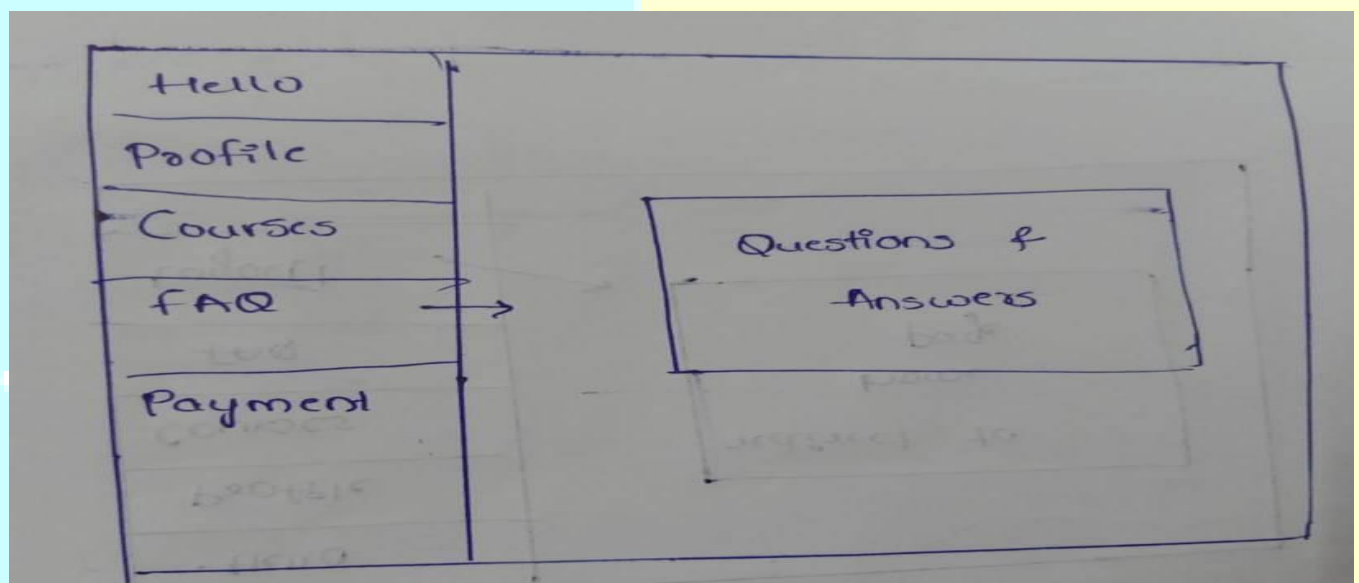 Hello
Profile
Courses
FAQ
Payment
Questions &
Answers